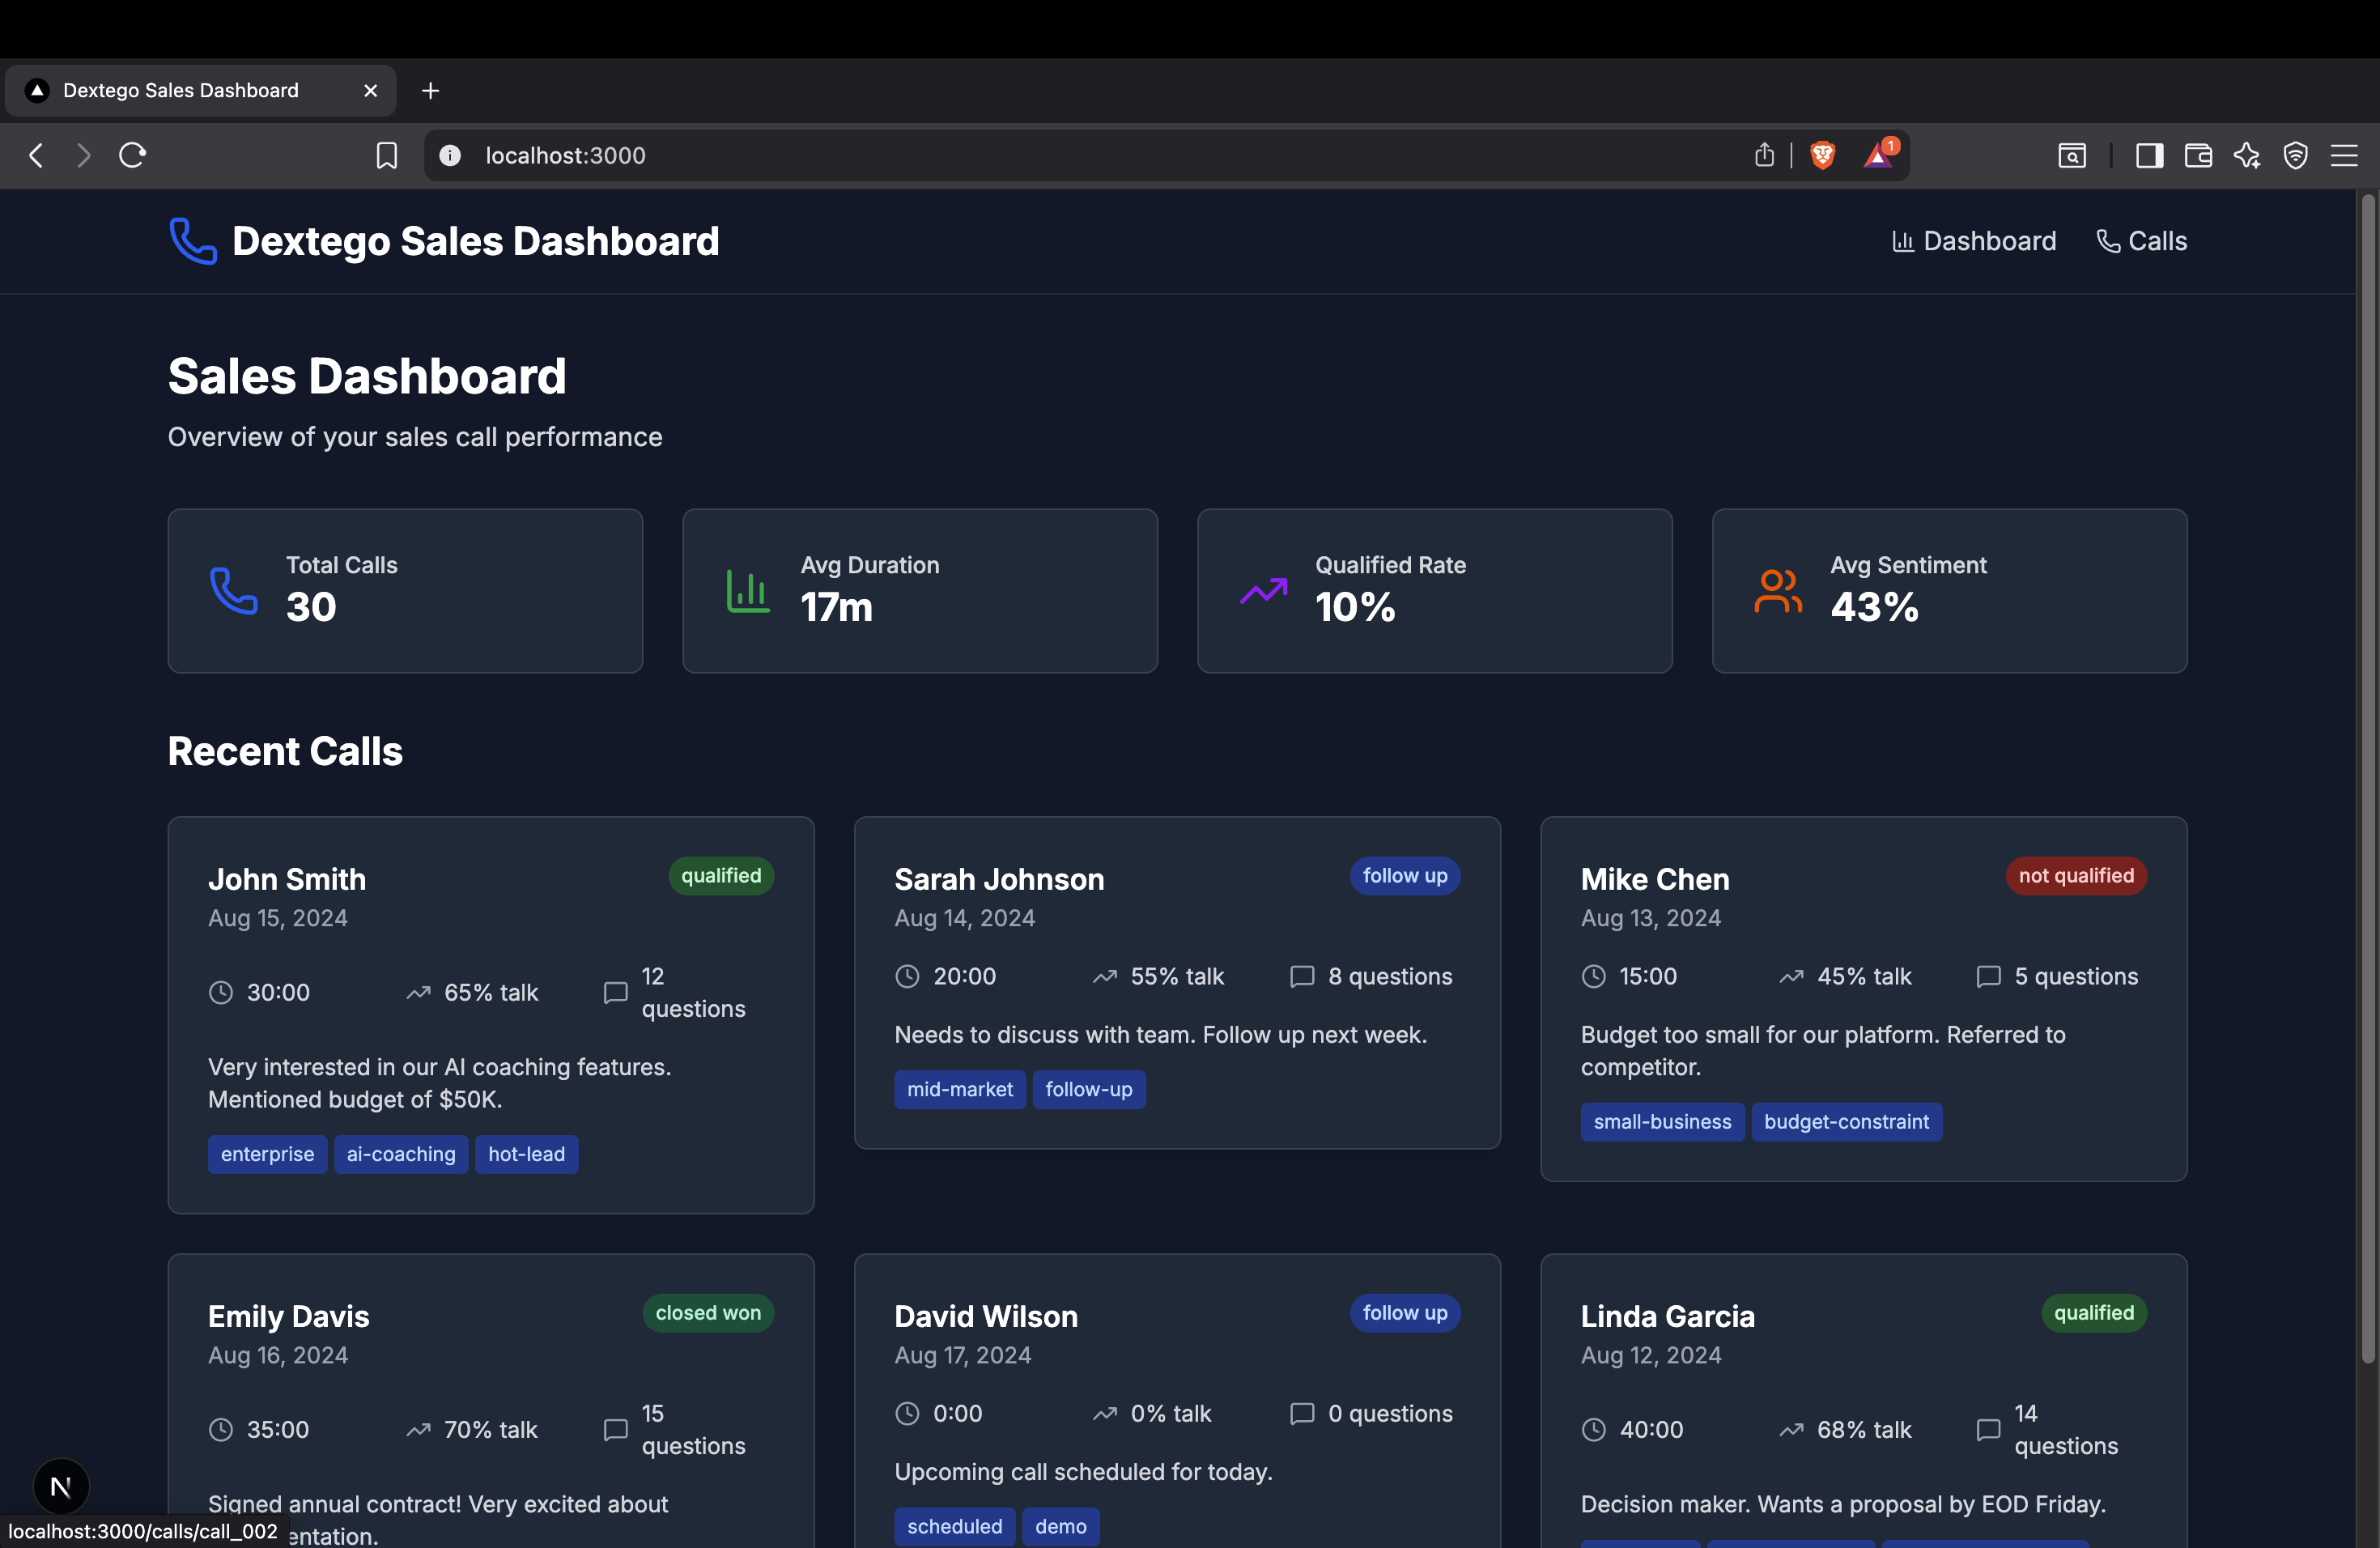 Dextego Sales Dashboard
localhost:3000
1
Dextego Sales Dashboard
Dashboard
Calls
Sales Dashboard
Overview of your sales call performance
Total Calls
30
Avg Duration
17m
Qualified Rate
10%
Avg Sentiment
43%
Recent Calls
John Smith
qualified
Aug 15, 2024
30:00
65% talk
12
questions
Very interested in our AI coaching features.
Mentioned budget of $50K.
enterprise
ai-coaching
hot-lead
Sarah Johnson
follow up
Aug 14, 2024
20:00
55% talk
8 questions
Needs to discuss with team. Follow up next week.
mid-market
follow-up
Mike Chen
not qualified
Aug 13, 2024
15:00
45% talk
5 questions
Budget too small for our platform. Referred to
competitor.
small-business
budget-constraint
Emily Davis
closed won
Aug 16, 2024
35:00
70% talk
15
questions
Signed annual contract! Very excited about
entation.
David Wilson
follow up
Aug 17, 2024
0:00
0% talk
0 questions
Upcoming call scheduled for today.
scheduled
demo
Linda Garcia
qualified
Aug 12, 2024
40:00
68% talk
14
questions
Decision maker. Wants a proposal by EOD Friday.
N
localhost:3000/calls/call_002